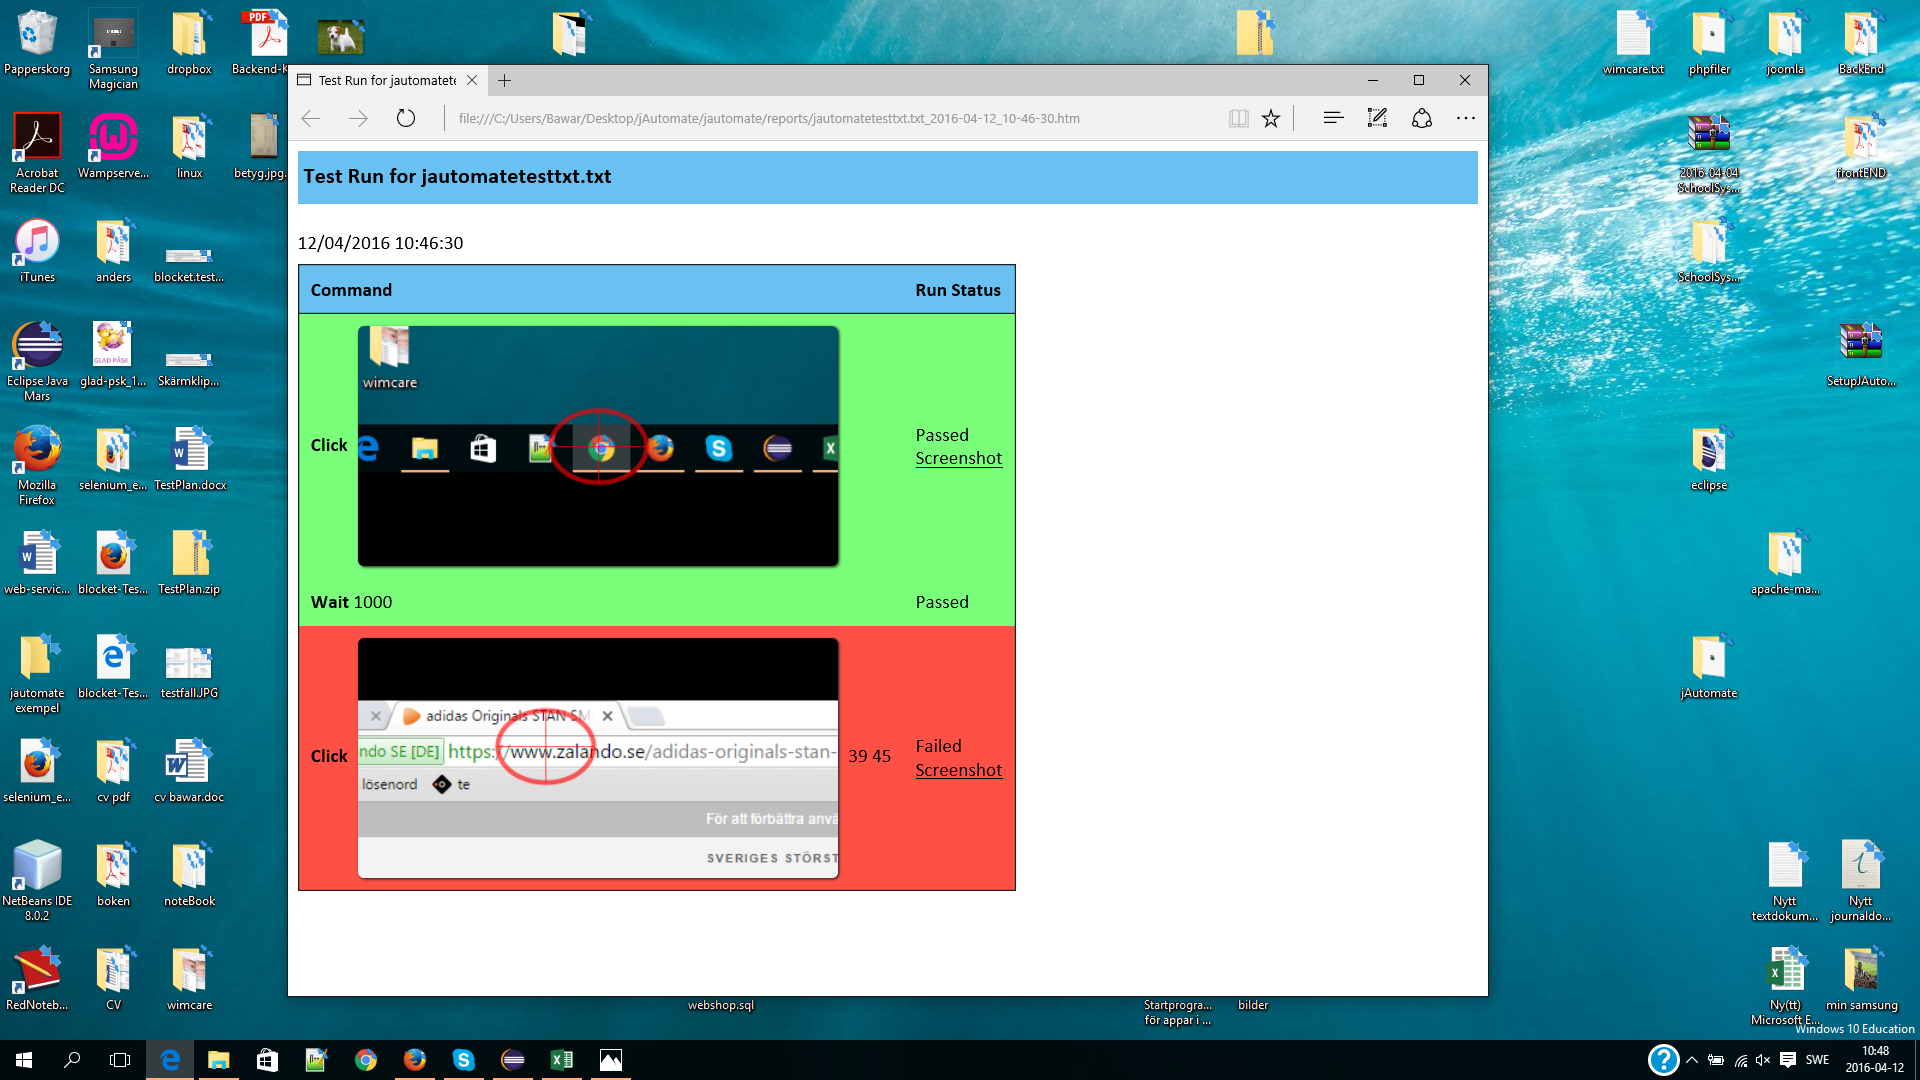 Papperskorg
Samsung
Magician
dropbox
PDF
Backend-K
wimcare.txt
phpfiler
joomla
BackEnd
Acrobat
Reader DC
Wampserve...
linux
betyg.jpg.
2016-04-04
SchoolSys...
frontEND
iTunes
anders
blocket.test...
SchoolSys...
Eclipse Java
Mars
GLAD PÅSK
glad-psk_1...
Skärmklip...
SetupJAuto...
Mozilla
Firefox
selenium_e...
TestPlan.docx
eclipse
web-servic...
blocket-Tes...
TestPlan.zip
apache-ma...
jautomate
exempel
blocket-Tes...
testfall.JPG
jAutomate
selenium_e...
cv pdf
cv bawar.doc
NetBeans IDE
8.0.2
boken
noteBook
Nytt
textdokum...
Nytt
journaldo...
RedNoteb...
CV
wimcare
webshop.sql
Startprogra...
för appar i ...
bilder
Ny(tt)
Microsoft E...
min samsung
Test Run for jautomatete
file:///C:/Users/Bawar/Desktop/jAutomate/jautomate/reports/jautomatetesttxt.txt_2016-04-12_10-46-30.htm
Test Run for jautomatetesttxt.txt
12/04/2016 10:46:30
Command Run Status
wimcare
Click
Passed
Screenshot
Wait 1000 Passed
adidas Originals STAN SM
ndo SE [DE] https://www.zalando.se/adidas-originals-stan-
Click
39 45
Failed
Screenshot
lösenord te
För att förbättra anvä
SVERIGES STÖRST
Windows 10 Education
SWE
10:48
2016-04-12